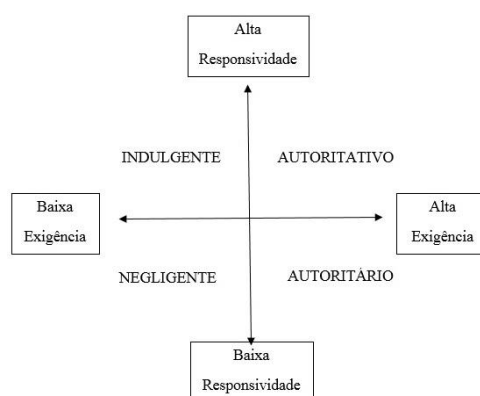 Alta
Responsividade
INDULGENTE AUTORITATIVO
Baixa
Exigência
Alta
Exigência
NEGLIGENTE AUTORITÁRIO
Baixa
Responsividade